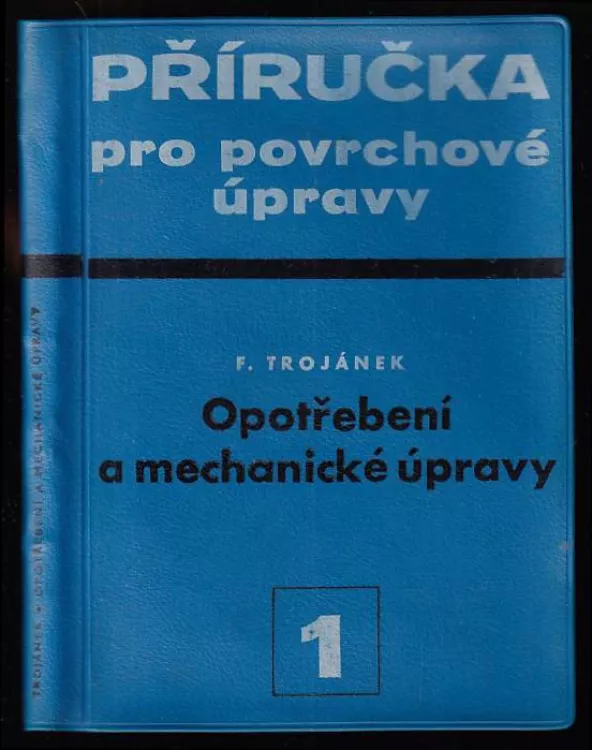 PŘÍRUČKA
pro povrchové
úpravy
F. TROJÁNEK
Opotřebení
a mechanické úpravy
1
TROJÁNEK • OPOTŘEBENÍ A MECHANICKÉ ÚPRAVY